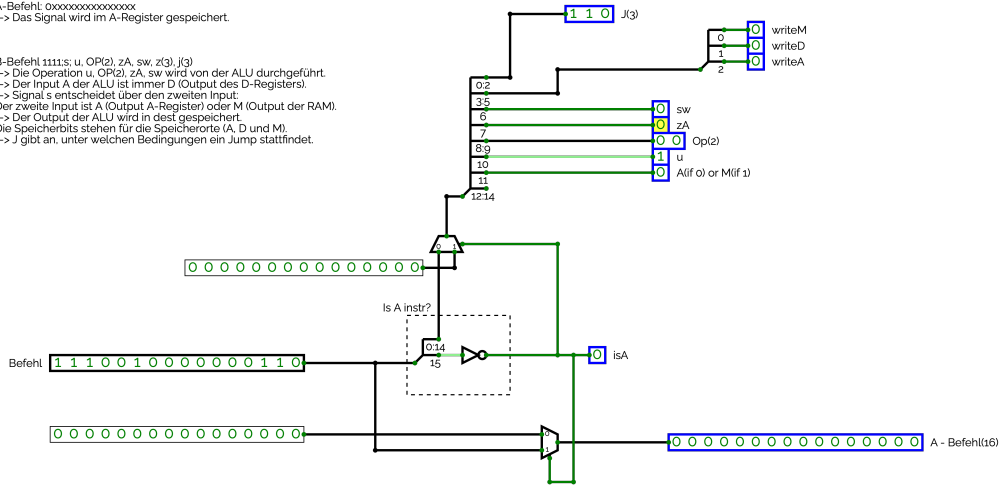 A-Befehl: 0xxxxxxxxxxxxxxx
-> Das Signal wird im A-Register gespeichert.
B-Befehl 1111;s; u, OP(2), zA, sw, z(3), j(3)
-> Die Operation u, OP(2), zA, sw wird von der ALU durchgeführt.
-> Der Input A der ALU ist immer D (Output des D-Registers).
-> Signal s entscheidet über den zweiten Input:
Der zweite Input ist A (Output A-Register) oder M (Output der RAM).
-> Der Output der ALU wird in dest gespeichert.
Die Speicherbits stehen für die Speicherorte (A, D und M).
-> J gibt an, unter welchen Bedingungen ein Jump stattfindet.
1 1 0 J(3)
0 writeM
0
0 writeD
1
0 writeA
2
0:2
3:5
0 sw
6
0 zA
7
0 0 Op(2)
8:9
1 u
10
0 A(if 0) or M(if 1)
11
12:14
0 1
0 0 0 0 0 0 0 0 0 0 0 0 0 0 0
Is A instr?
0:14
15
0 isA
Befehl 1 1 1 0 0 1 0 0 0 0 0 0 0 1 1 0
0 0 0 0 0 0 0 0 0 0 0 0 0 0 0 0
0
1
0 0 0 0 0 0 0 0 0 0 0 0 0 0 0 0 A - Befehl(16)